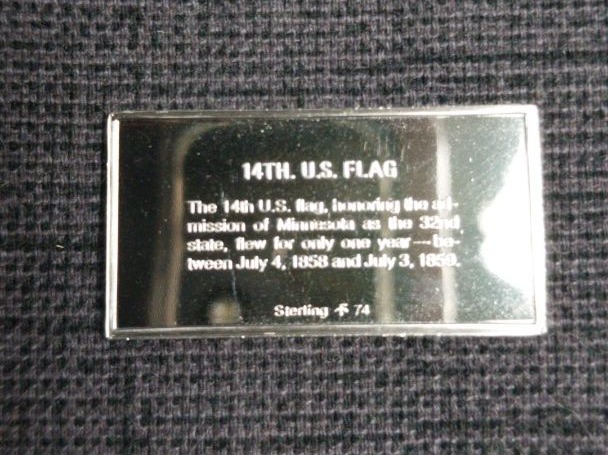 14TH. U.S. FLAG
The 14th U.S. flag, honoring the ad-
mission of Minnesota as the 32nd
state, flew for only one year -- be-
tween July 4, 1858 and July 3, 1859.
Sterling 74